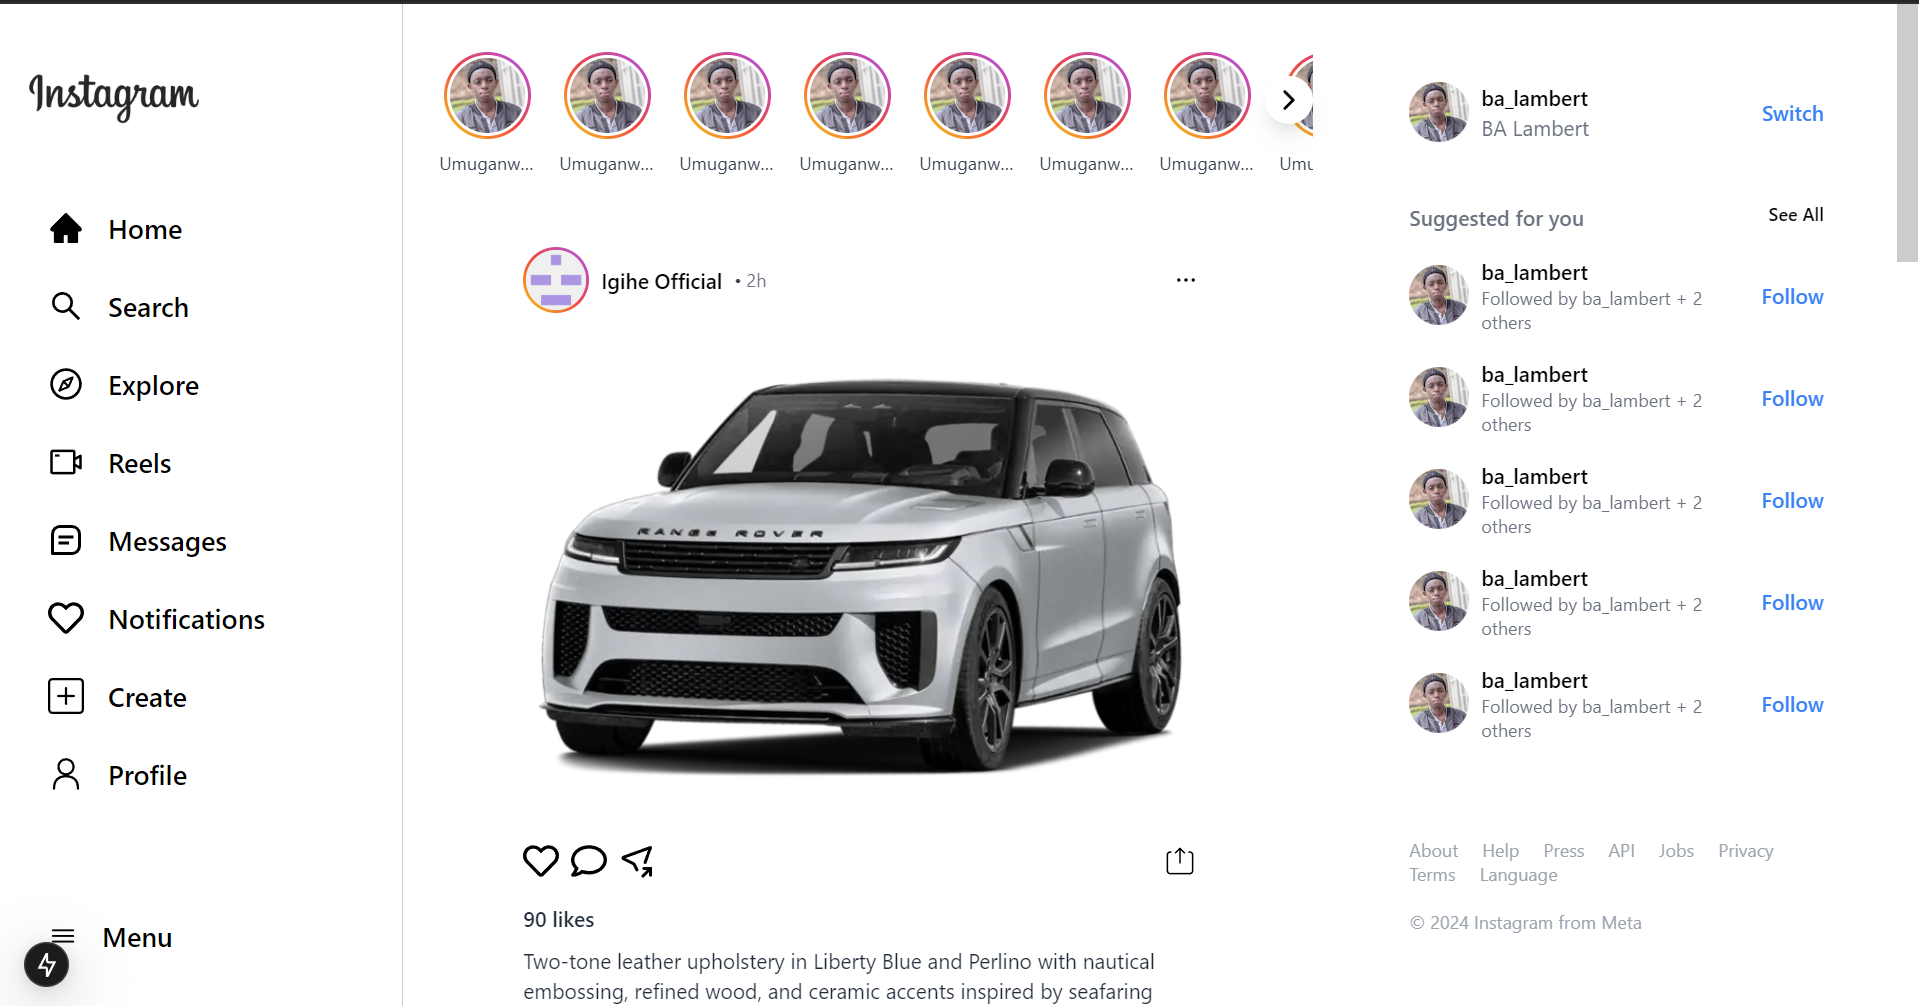 Instagram
Home
Search
Explore
Reels
Messages
Notifications
Create
Profile
Menu
Umuganw...
Umuganw...
Umuganw...
Umuganw...
Umuganw...
Umuganw...
Umuganw...
Umu
Igihe Official • 2h
RANGE ROVER
90 likes
Two-tone leather upholstery in Liberty Blue and Perlino with nautical
embossing, refined wood, and ceramic accents inspired by seafaring
ba_lambert
BA Lambert
Switch
Suggested for you
See All
ba_lambert
Followed by ba_lambert + 2
others
Follow
ba_lambert
Followed by ba_lambert + 2
others
Follow
ba_lambert
Followed by ba_lambert + 2
others
Follow
ba_lambert
Followed by ba_lambert + 2
others
Follow
ba_lambert
Followed by ba_lambert + 2
others
Follow
About Help Press API Jobs Privacy
Terms Language
© 2024 Instagram from Meta